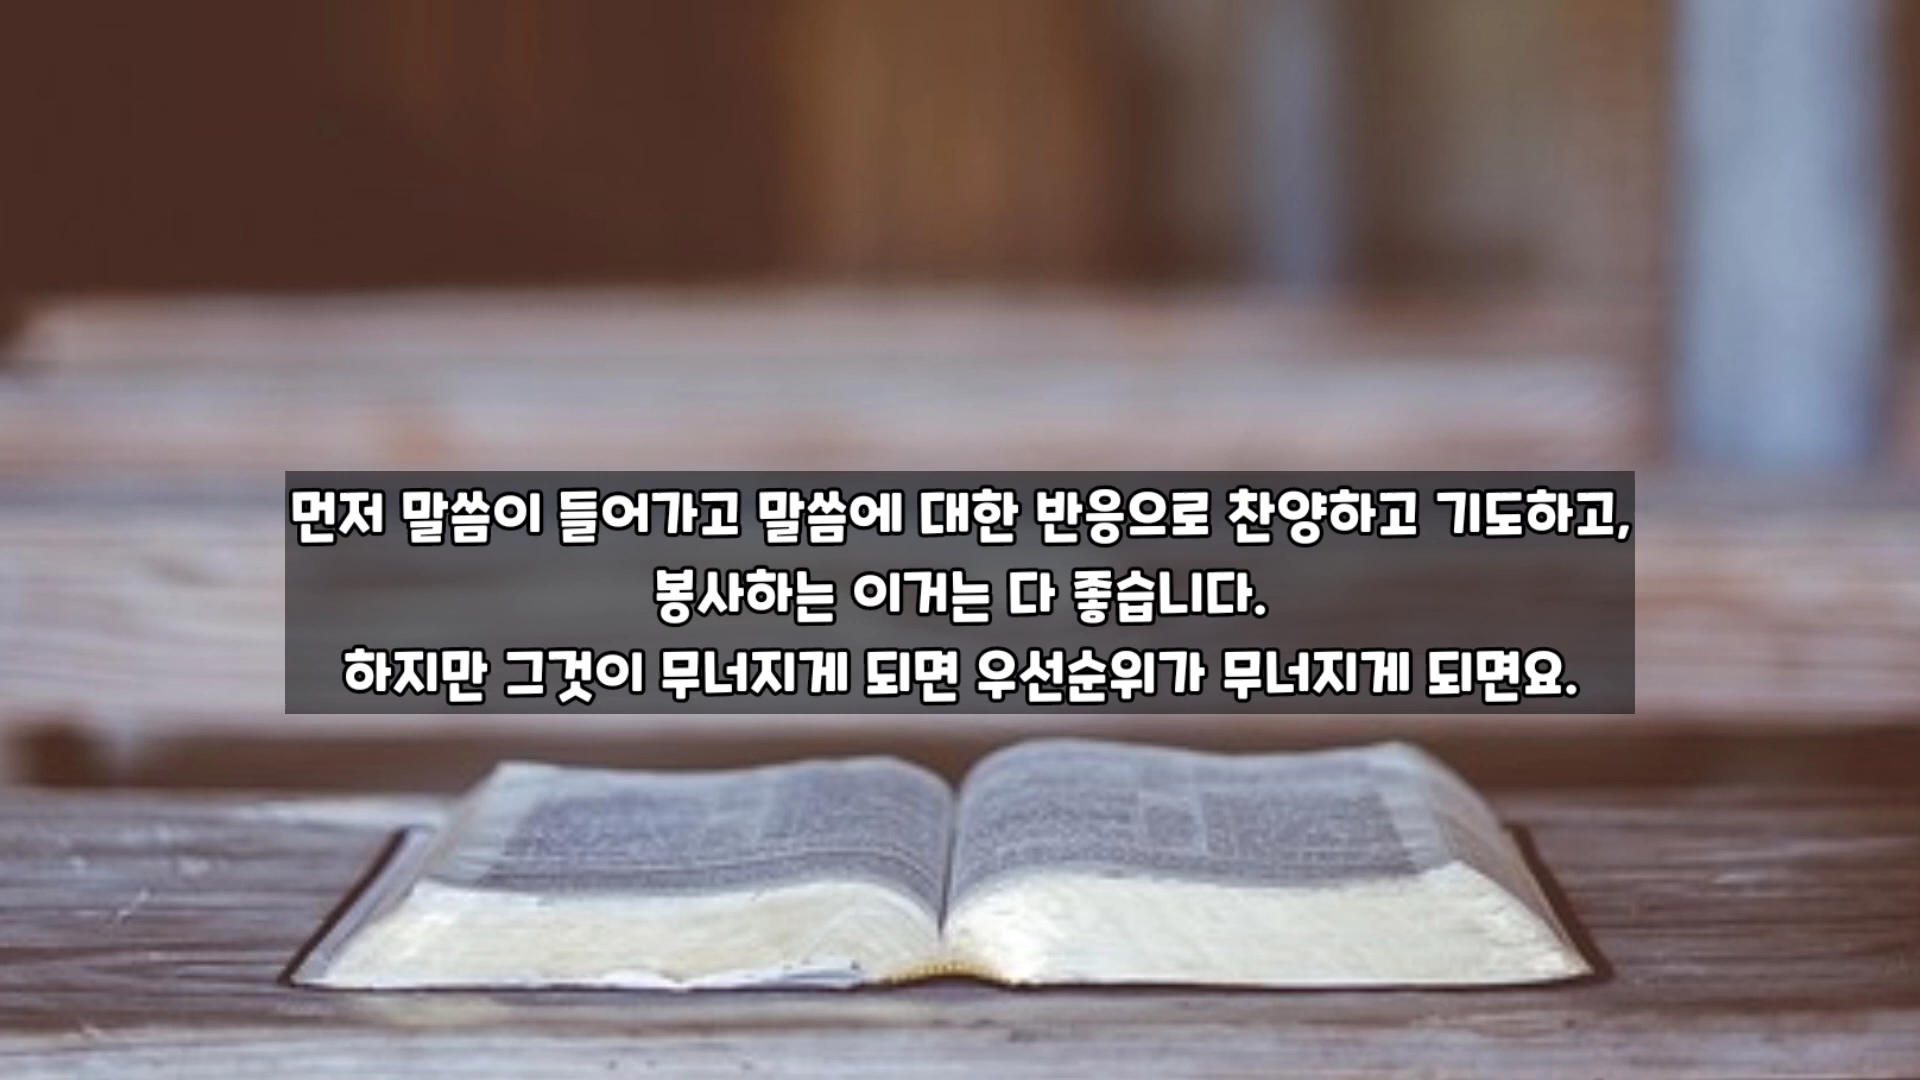 먼저 말씀이 들어가고 말씀에 대한 반응으로 찬양하고 기도하고,
봉사하는 이거는 다 좋습니다.
하지만 그것이 무너지게 되면 우선순위가 무너지게 되면요.